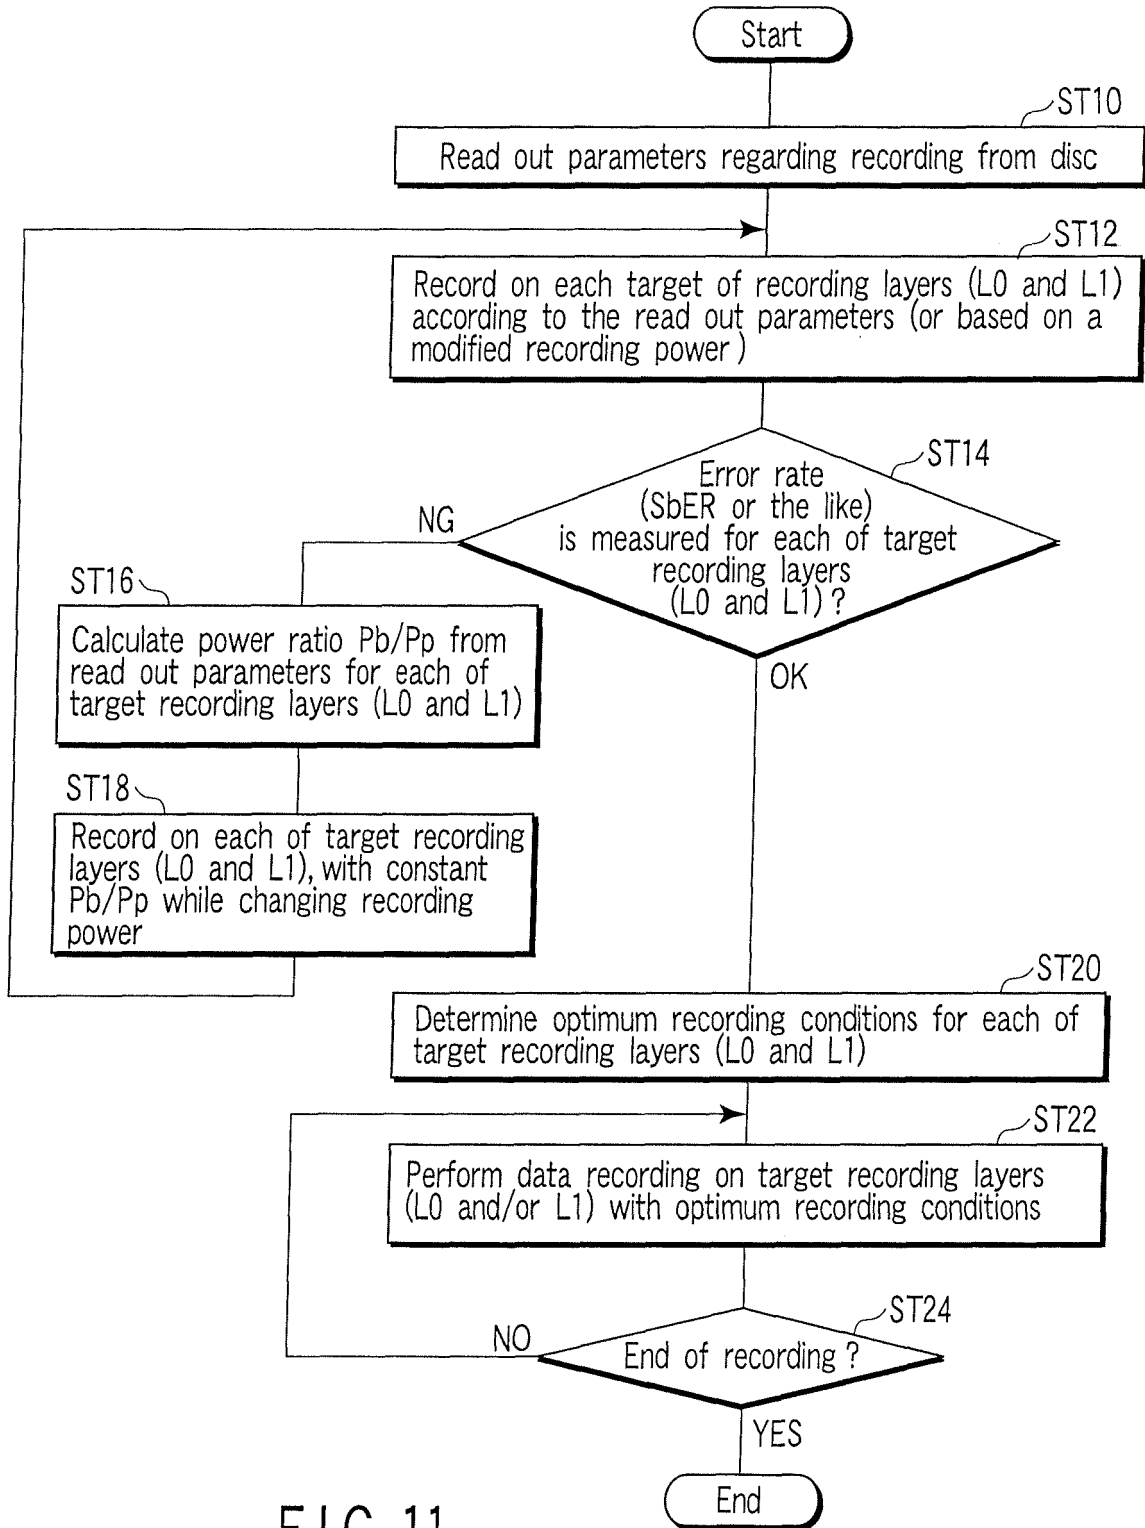 Start
ST10
Read out parameters regarding recording from disc
ST12
Record on each target of recording layers (L0 and L1)
according to the read out parameters (or based on a
modified recording power)
ST14
Error rate
(SbER or the like)
is measured for each of target
recording layers
(L0 and L1)?
NG
OK
ST16
Calculate power ratio Pb/Pp from
read out parameters for each of
target recording layers (L0 and L1)
ST18
Record on each of target recording
layers (L0 and L1), with constant
Pb/Pp while changing recording
power
ST20
Determine optimum recording conditions for each of
target recording layers (L0 and L1)
ST22
Perform data recording on target recording layers
(L0 and/or L1) with optimum recording conditions
ST24
End of recording?
NO
YES
End
FIG. 11